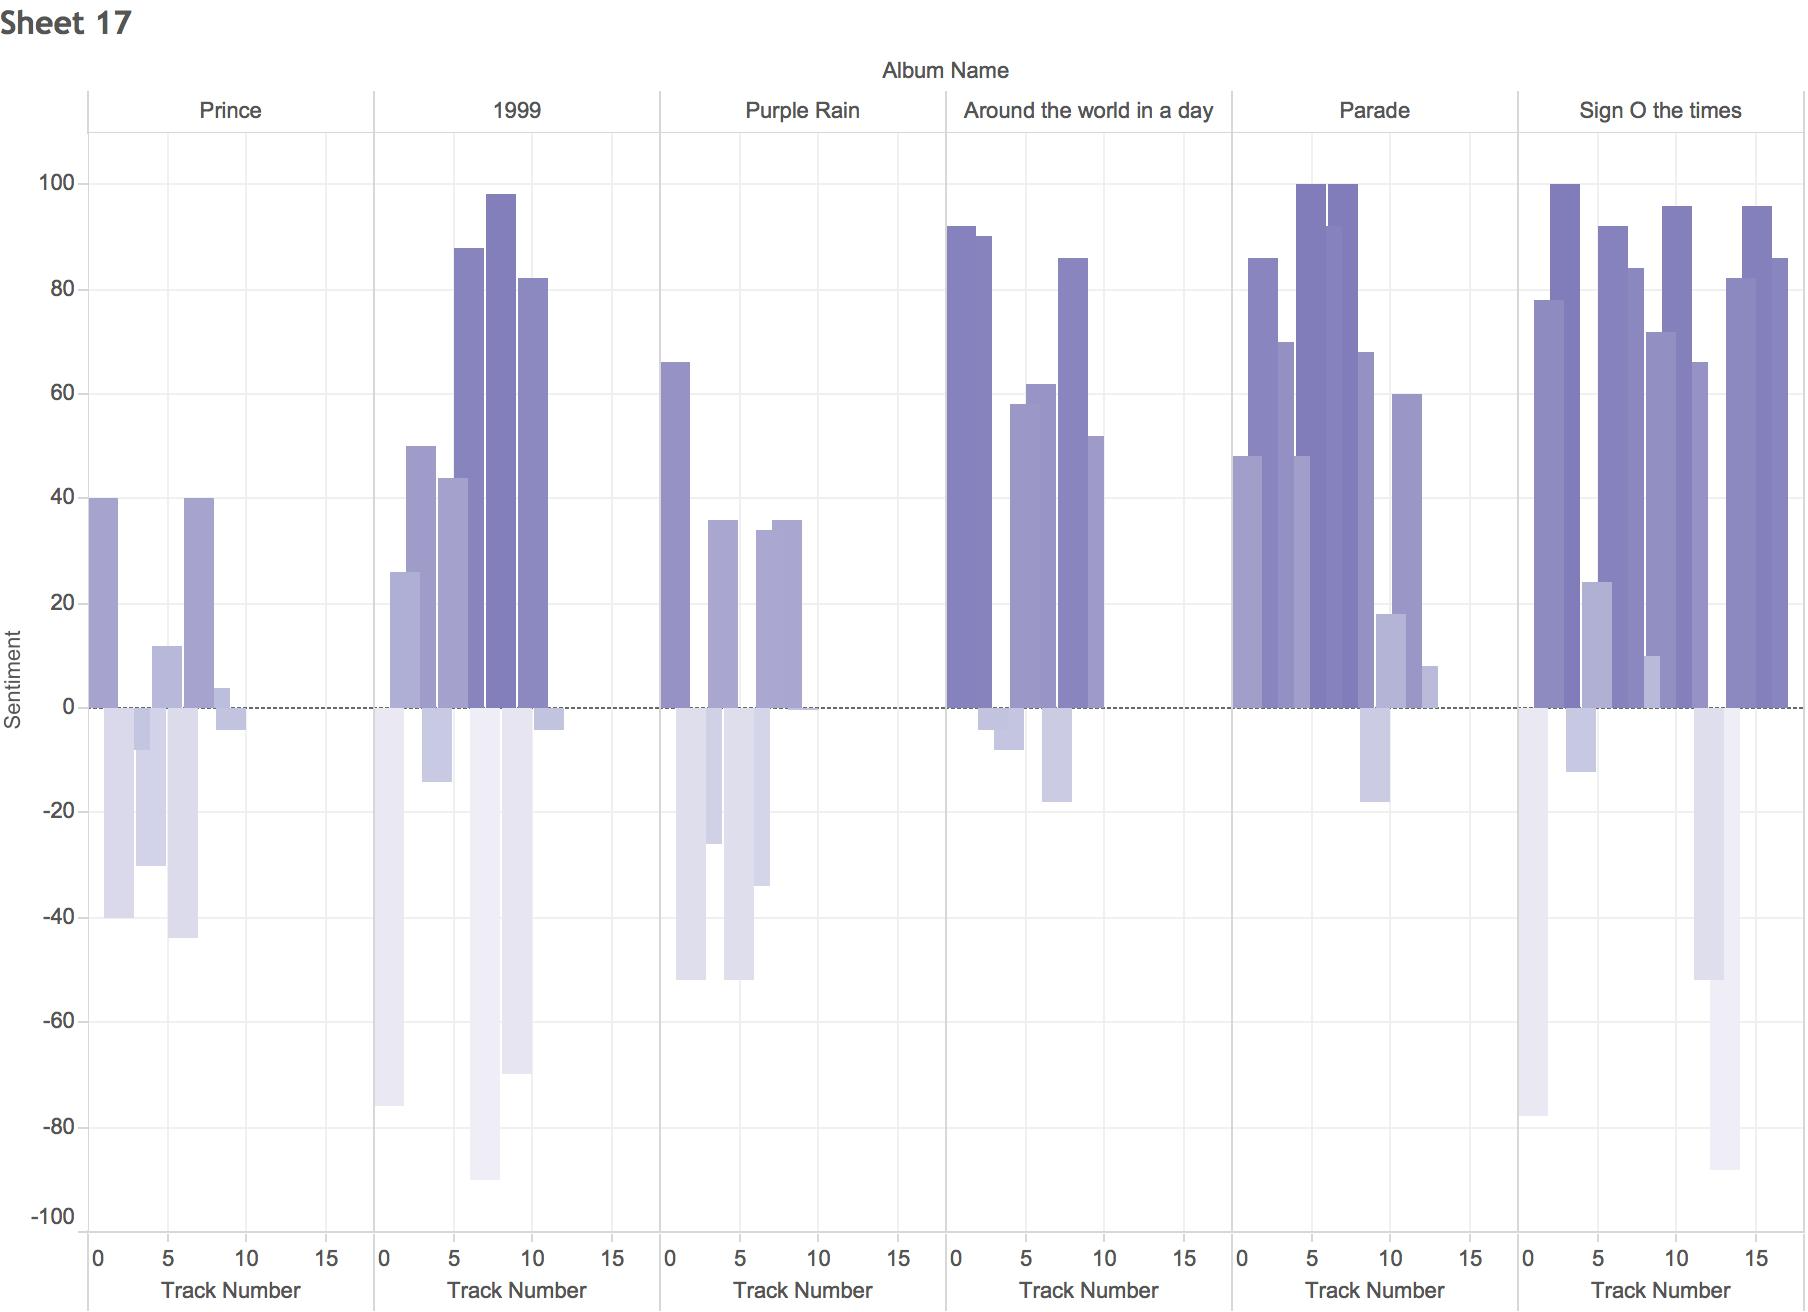 Sheet 17
Album Name
Prince 1999 Purple Rain Around the world in a day Parade Sign O the times
Sentiment
100
80
60
40
20
0
-20
-40
-60
-80
-100
0 5 10 15 0 5 10 15 0 5 10 15 0 5 10 15 0 5 10 15 0 5 10 15
Track Number Track Number Track Number Track Number Track Number Track Number